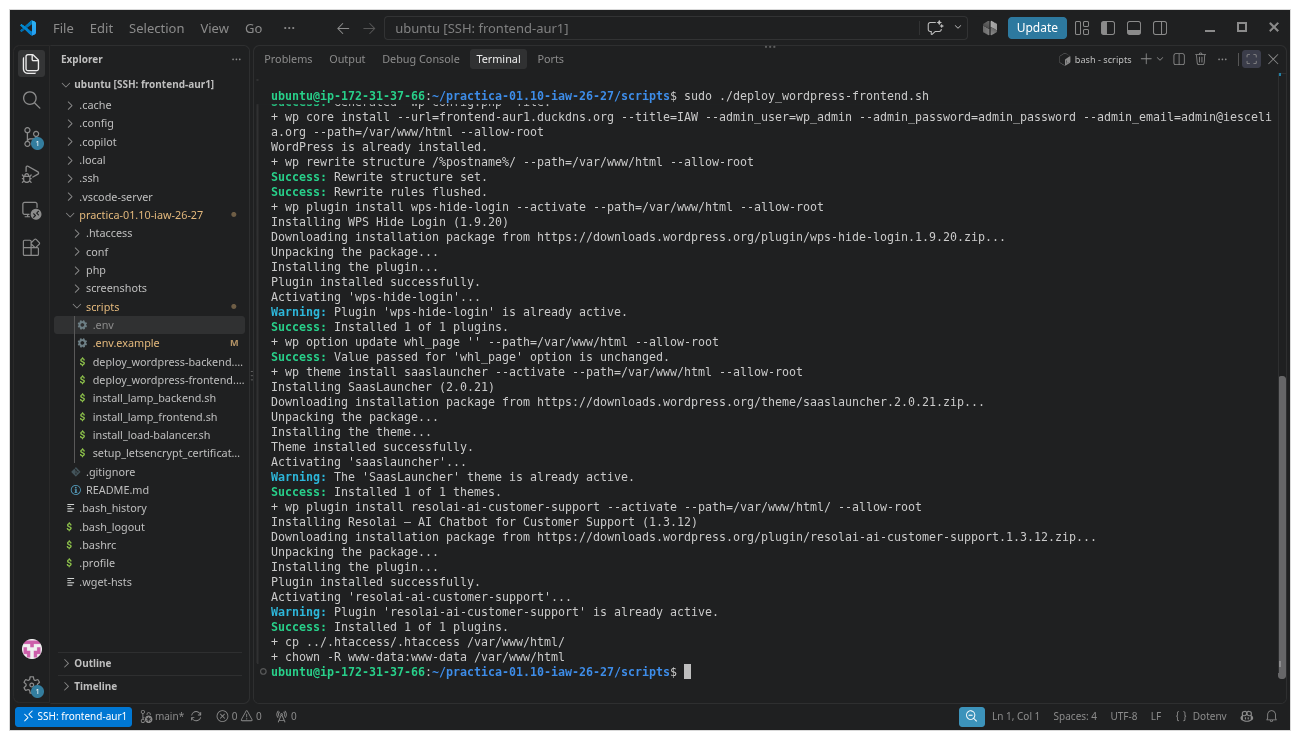 File Edit Selection View Go ···
ubuntu [SSH: frontend-aur1]
Update
Explorer
ubuntu [SSH: frontend-aur1]
.cache
.config
.copilot
.local
.ssh
.vscode-server
practica-01.10-iaw-26-27
.htaccess
conf
php
screenshots
scripts
.env
.env.example M
$ deploy_wordpress-backend....
$ deploy_wordpress-frontend....
$ install_lamp_backend.sh
$ install_lamp_frontend.sh
$ install_load-balancer.sh
$ setup_letsencrypt_certificat...
.gitignore
README.md
.bash_history
$ .bash_logout
$ .bashrc
$ .profile
.wget-hsts
Outline
Timeline
1
1
Problems Output Debug Console Terminal Ports
bash - scripts
ubuntu@ip-172-31-37-66:~/practica-01.10-iaw-26-27/scripts$ sudo ./deploy_wordpress-frontend.sh
+ wp core install --url=frontend-aur1.duckdns.org --title=IAW --admin_user=wp_admin --admin_password=admin_password --admin_email=admin@iesceli
a.org --path=/var/www/html --allow-root
WordPress is already installed.
+ wp rewrite structure /%postname%/ --path=/var/www/html --allow-root
Success: Rewrite structure set.
Success: Rewrite rules flushed.
+ wp plugin install wps-hide-login --activate --path=/var/www/html --allow-root
Installing WPS Hide Login (1.9.20)
Downloading installation package from https://downloads.wordpress.org/plugin/wps-hide-login.1.9.20.zip...
Unpacking the package...
Installing the plugin...
Plugin installed successfully.
Activating 'wps-hide-login'...
Warning: Plugin 'wps-hide-login' is already active.
Success: Installed 1 of 1 plugins.
+ wp option update whl_page '' --path=/var/www/html --allow-root
Success: Value passed for 'whl_page' option is unchanged.
+ wp theme install saaslauncher --activate --path=/var/www/html --allow-root
Installing SaasLauncher (2.0.21)
Downloading installation package from https://downloads.wordpress.org/theme/saaslauncher.2.0.21.zip...
Unpacking the package...
Installing the theme...
Theme installed successfully.
Activating 'saaslauncher'...
Warning: The 'SaasLauncher' theme is already active.
Success: Installed 1 of 1 themes.
+ wp plugin install resolai-ai-customer-support --activate --path=/var/www/html/ --allow-root
Installing Resolai – AI Chatbot for Customer Support (1.3.12)
Downloading installation package from https://downloads.wordpress.org/plugin/resolai-ai-customer-support.1.3.12.zip...
Unpacking the package...
Installing the plugin...
Plugin installed successfully.
Activating 'resolai-ai-customer-support'...
Warning: Plugin 'resolai-ai-customer-support' is already active.
Success: Installed 1 of 1 plugins.
+ cp ../.htaccess/.htaccess /var/www/html/
+ chown -R www-data:www-data /var/www/html
ubuntu@ip-172-31-37-66:~/practica-01.10-iaw-26-27/scripts$
SSH: frontend-aur1 main* 0 0 0 Ln 1, Col 1 Spaces: 4 UTF-8 LF { } Dotenv